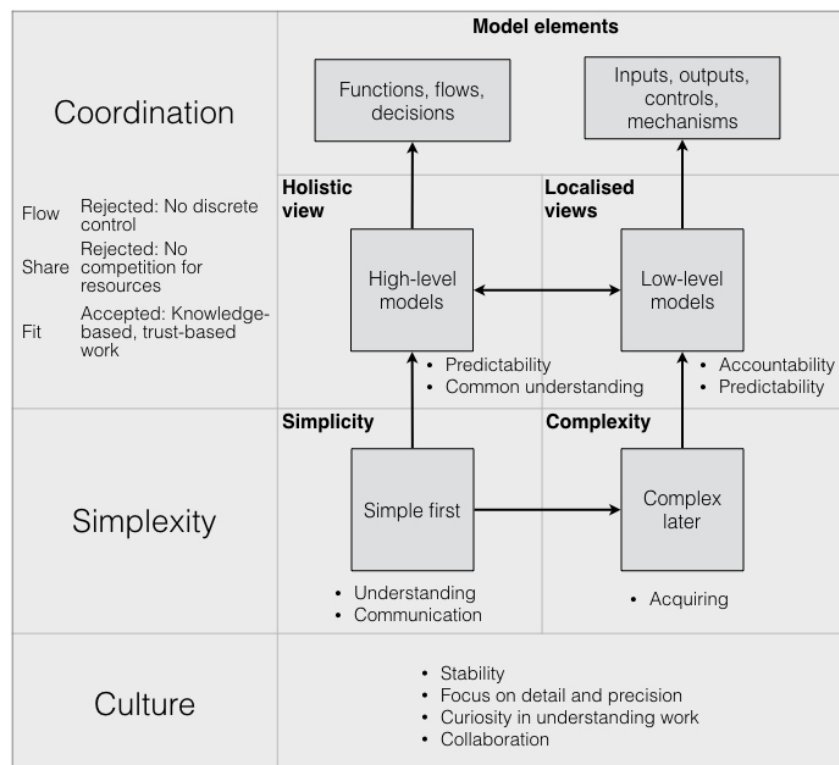 Model elements
Functions, flows,
decisions
Inputs, outputs,
controls,
mechanisms
Coordination
Flow
Rejected: No discrete
control
Share
Rejected: No
competition for
resources
Fit
Accepted: Knowledge-
based, trust-based
work
Holistic
view
Localised
views
High-level
models
Low-level
models
• Predictability
• Common understanding
• Accountability
• Predictability
Simplexity
Simplicity
Complexity
Simple first
Complex
later
• Understanding
• Communication
• Acquiring
Culture
• Stability
• Focus on detail and precision
• Curiosity in understanding work
• Collaboration